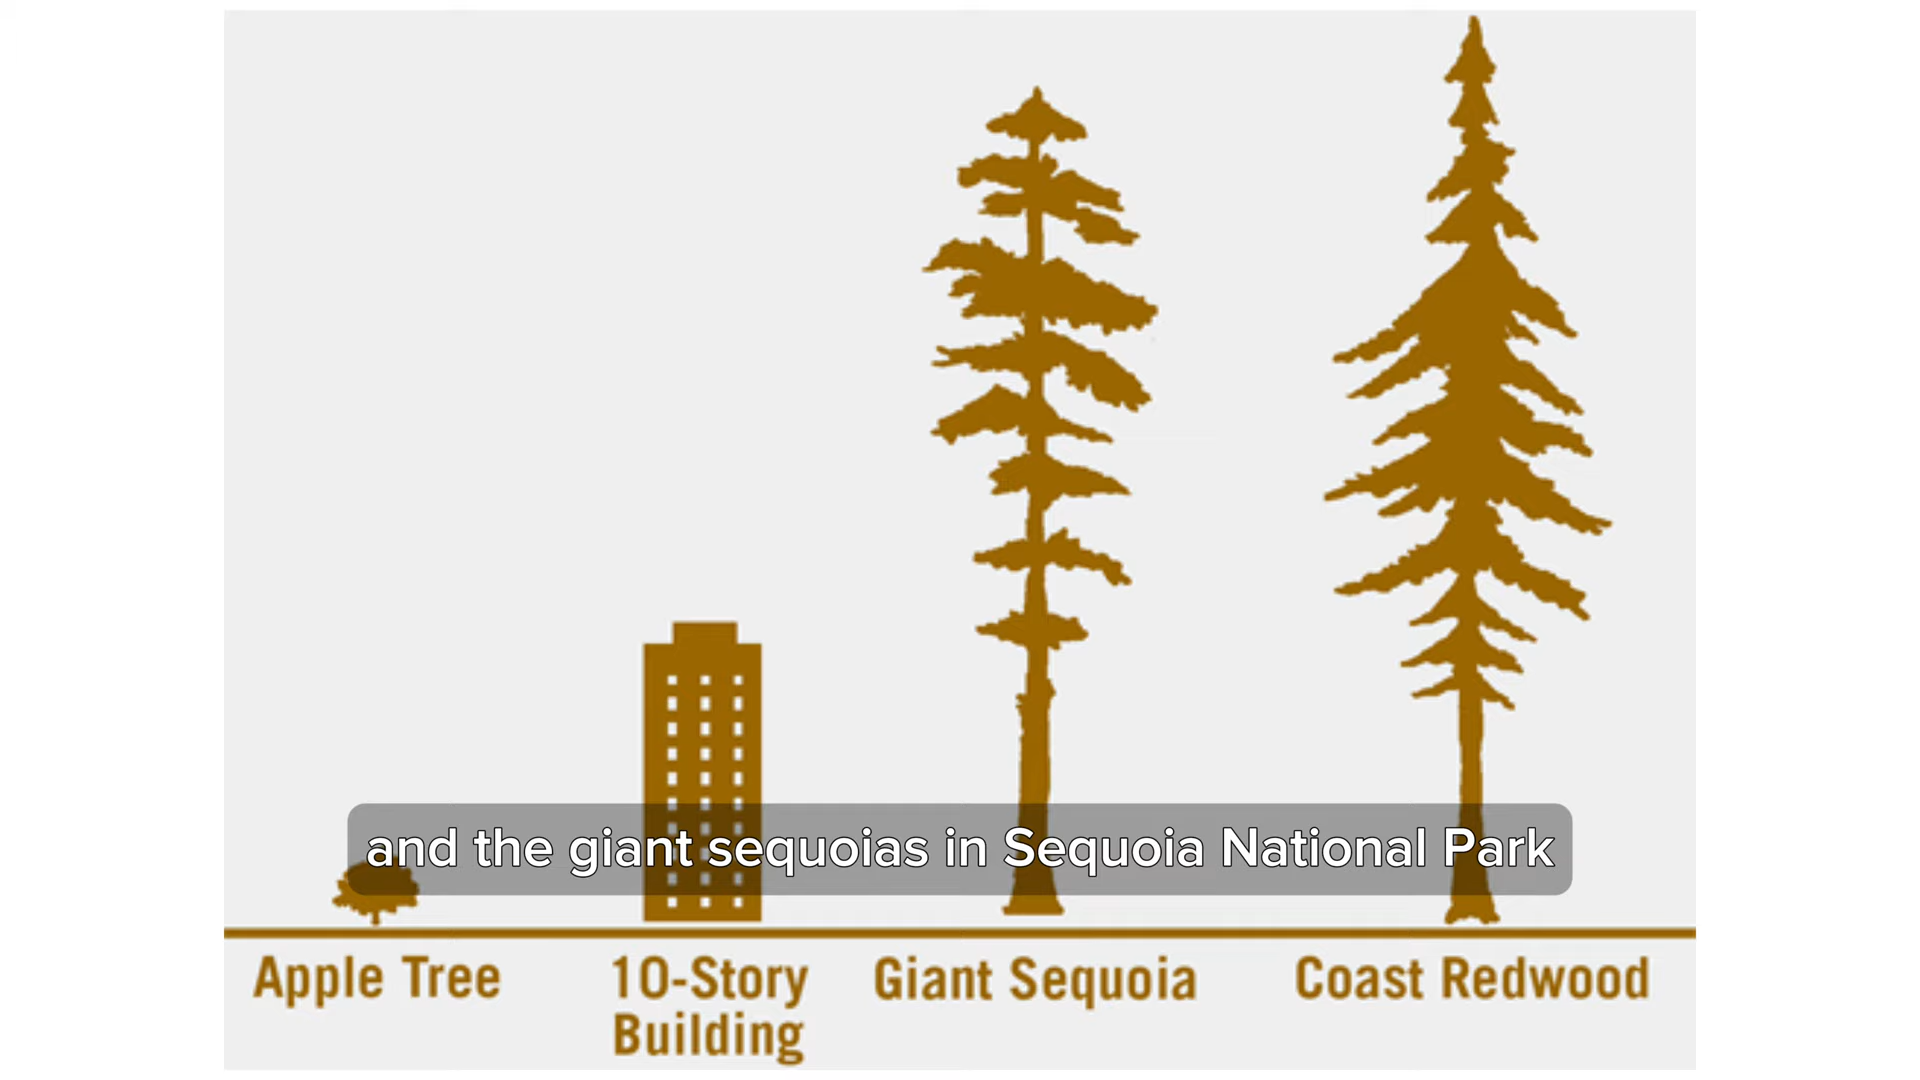 and the giant sequoias in Sequoia National Park
Apple Tree
10-Story
Building
Giant Sequoia
Coast Redwood